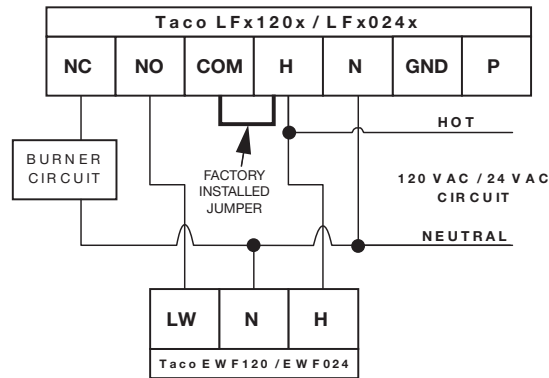 Taco LFx120x / LFx024x
NC NO COM H N GND P
HOT
BURNER
CIRCUIT
FACTORY
INSTALLED
JUMPER
120 VAC / 24 VAC
CIRCUIT
NEUTRAL
LW N H
Taco EWF120 / EWF024